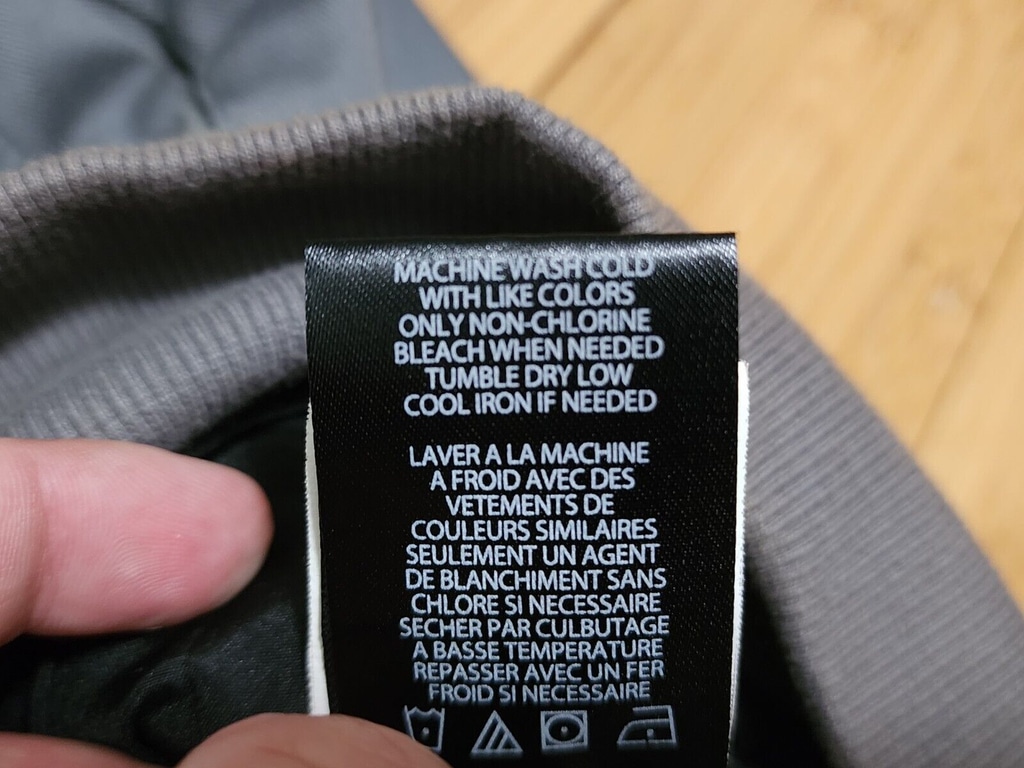 MACHINE WASH COLD
WITH LIKE COLORS
ONLY NON-CHLORINE
BLEACH WHEN NEEDED
TUMBLE DRY LOW
COOL IRON IF NEEDED
LAVER A LA MACHINE
A FROID AVEC DES
VETEMENTS DE
COULEURS SIMILAIRES
SEULEMENT UN AGENT
DE BLANCHIMENT SANS
CHLORE SI NECESSAIRE
SECHER PAR CULBUTAGE
A BASSE TEMPERATURE
REPASSER AVEC UN FER
FROID SI NECESSAIRE